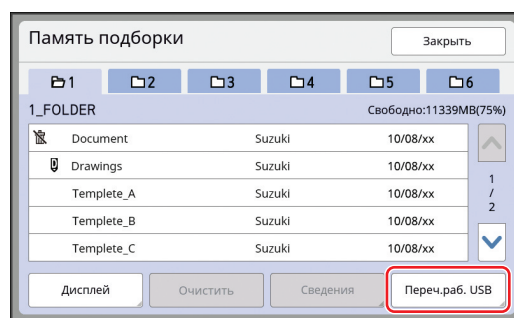 Память подборки Закрыть
1 2 3 4 5 6
1_FOLDER Свободно:11339MB(75%)
Document Suzuki 10/08/xx
Drawings Suzuki 10/08/xx
Templete_A Suzuki 10/08/xx
Templete_B Suzuki 10/08/xx
Templete_C Suzuki 10/08/xx
1
/
2
Дисплей Очистить Сведения Переч.раб. USB